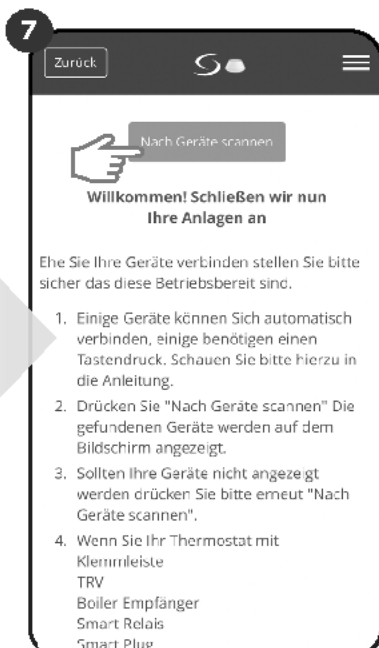 7
Zurück
Nach Geräte scannen
Willkommen! Schließen wir nun
Ihre Anlagen an
Ehe Sie Ihre Geräte verbinden stellen Sie bitte
sicher das diese Betriebsbereit sind.
1. Einige Geräte können Sich automatisch
verbinden, einige benötigen einen
Tastendruck. Schauen Sie bitte hierzu in
die Anleitung.
2. Drücken Sie "Nach Geräte scannen" Die
gefundenen Geräte werden auf dem
Bildschirm angezeigt.
3. Sollten Ihre Geräte nicht angezeigt
werden drücken Sie bitte erneut "Nach
Geräte scannen".
4. Wenn Sie Ihr Thermostat mit
Klemmleiste
TRV
Boiler Empfänger
Smart Relais
Smart Plug